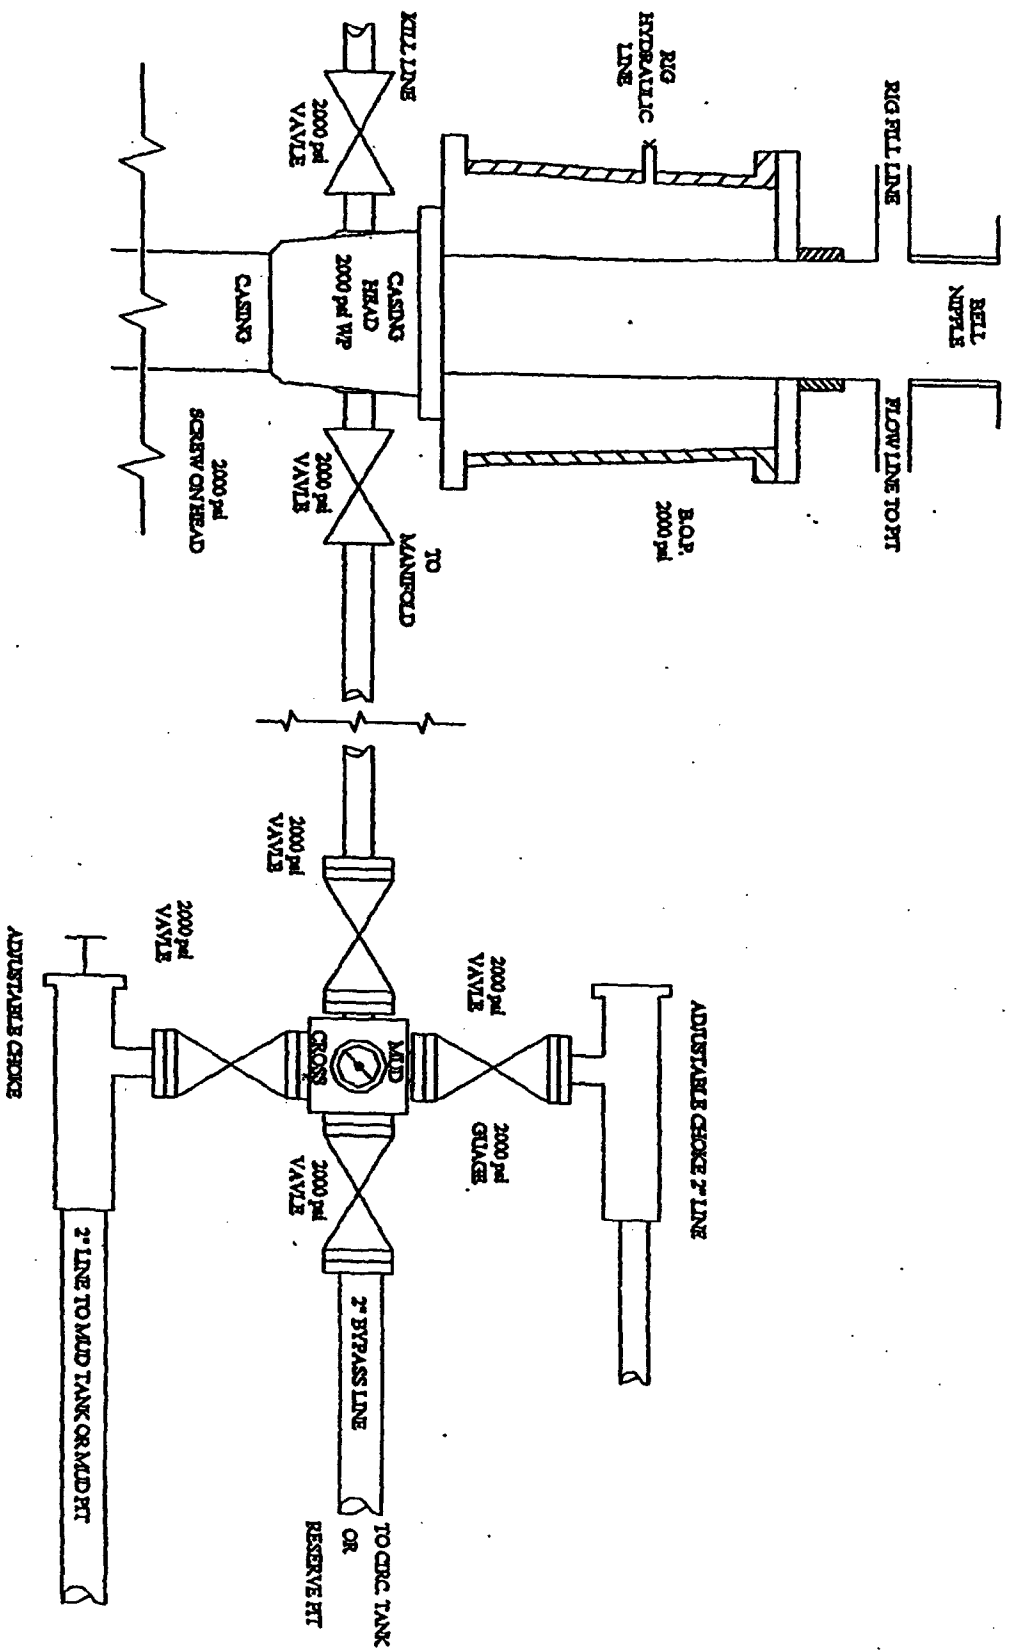 BELL
NIPPLE
RIG FILL LINE
FLOW LINE TO PIT
RIG
HYDRAULIC
LINE
B.O.P.
2000 psi
KILL LINE
2000 psi
VAVLE
CASING
HEAD
2000 psi WP
TO
MANIFOLD
2000 psi
VAVLE
CASING
2000 psi
SCREW ON HEAD
ADJUSTABLE CHOKE 2" LINE
2000 psi
VAVLE
2000 psi
GUAGE
2000 psi
VAVLE
MUD
CROSS
2000 psi
VAVLE
2" BYPASS LINE
TO CIRC. TANK
OR
RESERVE PIT
2000 psi
VAVLE
ADJUSTABLE CHOKE
2" LINE TO MUD TANK OR MUD PIT